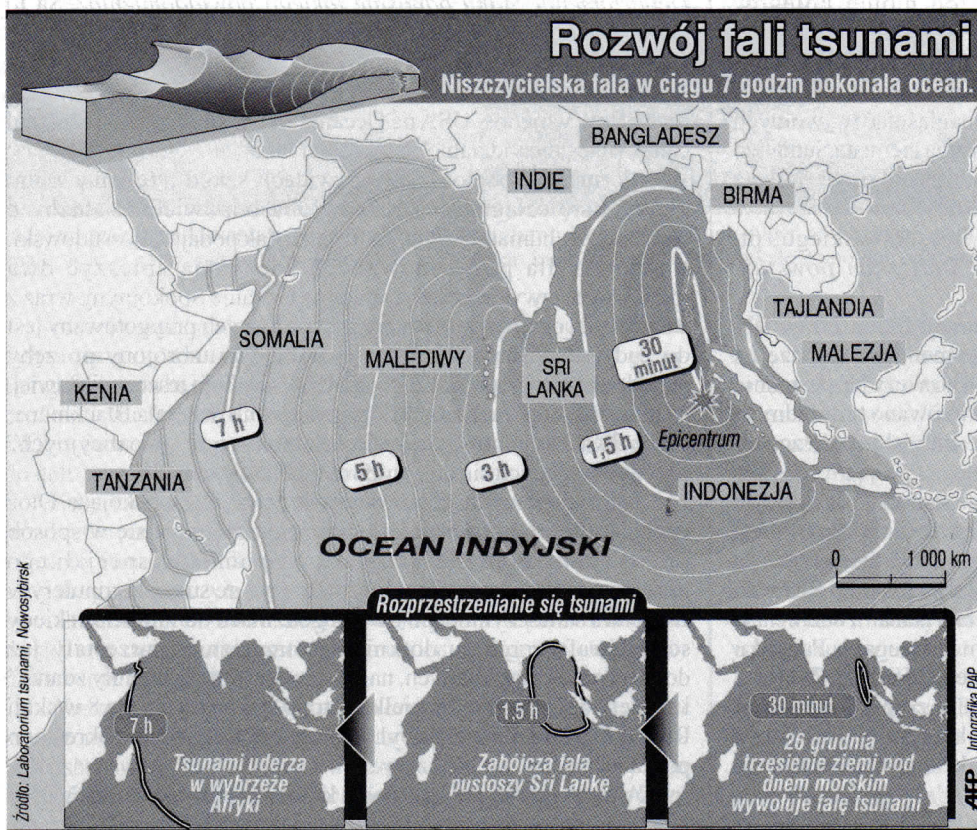 Rozwój fali tsunami
Niszczycielska fala w ciągu 7 godzin pokonała ocean.
BANGLADESZ
INDIE
BIRMA
TAJLANDIA
SOMALIA
MALEDIWY
SRI
LANKA
30
minut
MALEZJA
KENIA
7 h
5 h
3 h
1,5 h
Epicentrum
TANZANIA
INDONEZJA
OCEAN INDYJSKI
0 1 000 km
Rozprzestrzenianie się tsunami
7 h
Tsunami uderza
w wybrzeże
Afryki
1,5 h
Zabójcza fala
pustoszy Sri Lankę
30 minut
26 grudnia
trzęsienie ziemi pod
dnem morskim
wywołuje falę tsunami
Źródło: Laboratorium tsunami, Nowosybirsk
AFP Infografika PAP